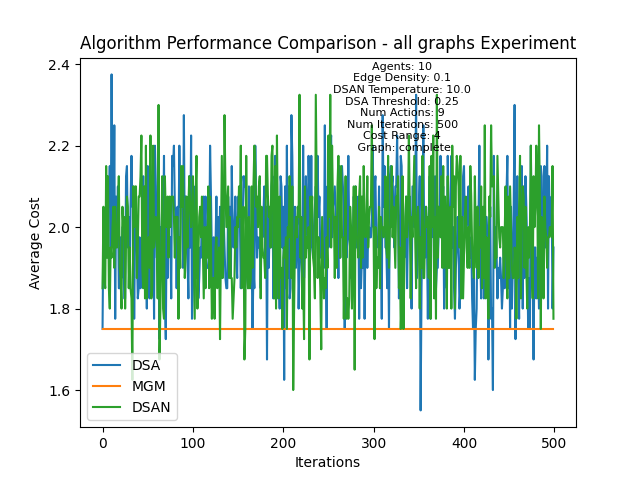 Algorithm Performance Comparison - all graphs Experiment
Agents: 10
Edge Density: 0.1
DSAN Temperature: 10.0
DSA Threshold: 0.25
Num Actions: 9
Num Iterations: 500
Cost Range: 4
Graph: complete
Average Cost
2.4
2.2
2.0
1.8
1.6
DSA
MGM
DSAN
0
100
200
300
400
500
Iterations